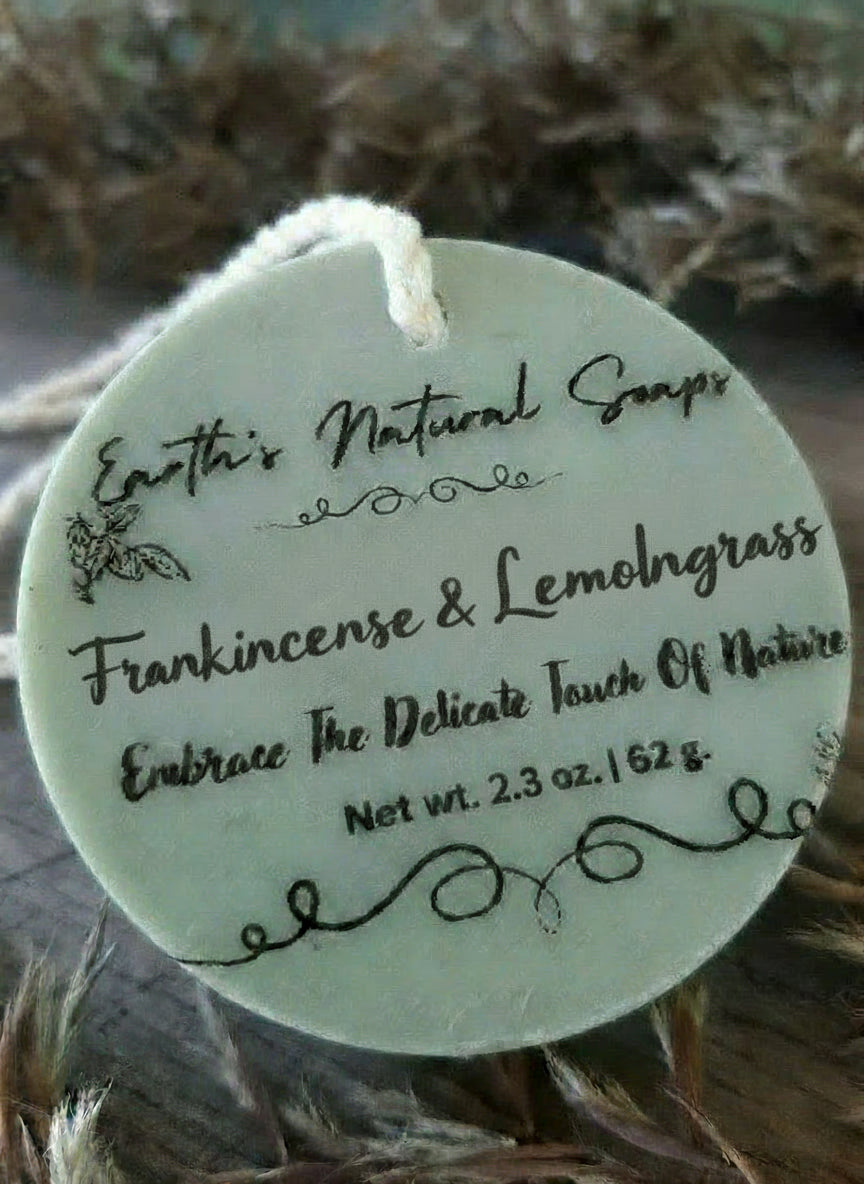 Earth's Natural Soaps
Frankincense & Lemolngrass
Embrace The Delicate Touch Of Nature
Net wt. 2.3 oz. | 62 g.